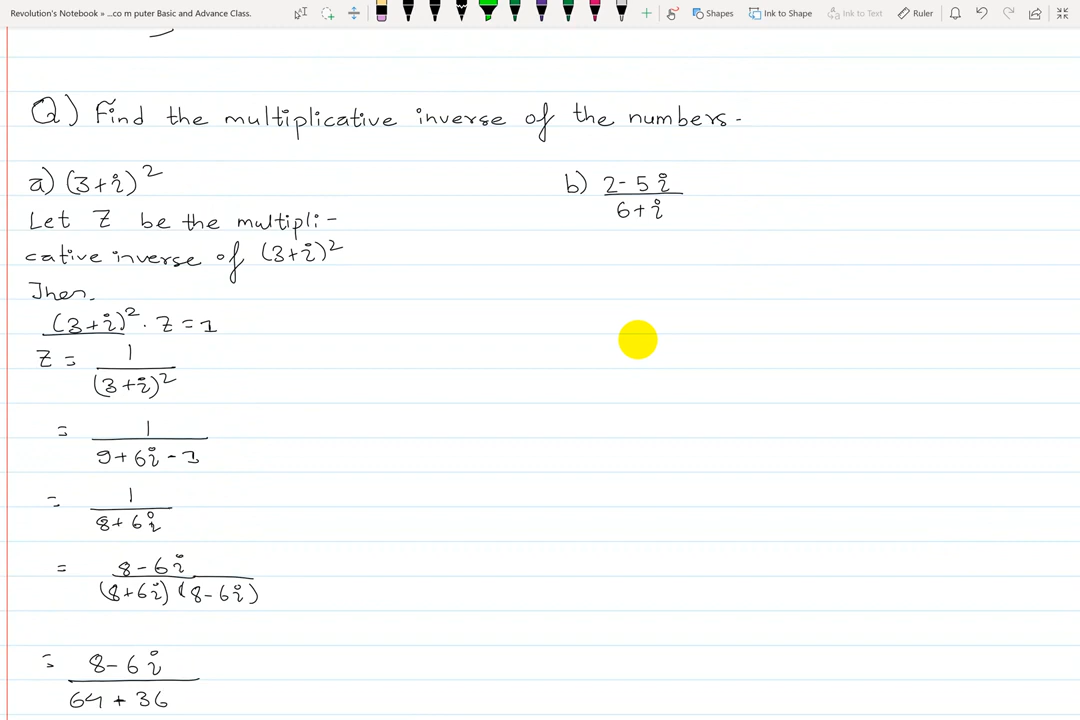 Revolution's Notebook » ...co m puter Basic and Advance Class.
Shapes
Ink to Shape
Ink to Text
Ruler
Q) Find the multiplicative inverse of the numbers-
a) (3+i)²
Let Z be the multipli-
cative inverse of (3+i)²
Then.
(3+i)² . Z = 1
Z = 1
(3+i)²
= 1
9+6i-1
= 1
8+6i
= 8-6i
(8+6i) (8-6i)
= 8-6i
64 + 36
b) 2-5i
6+i